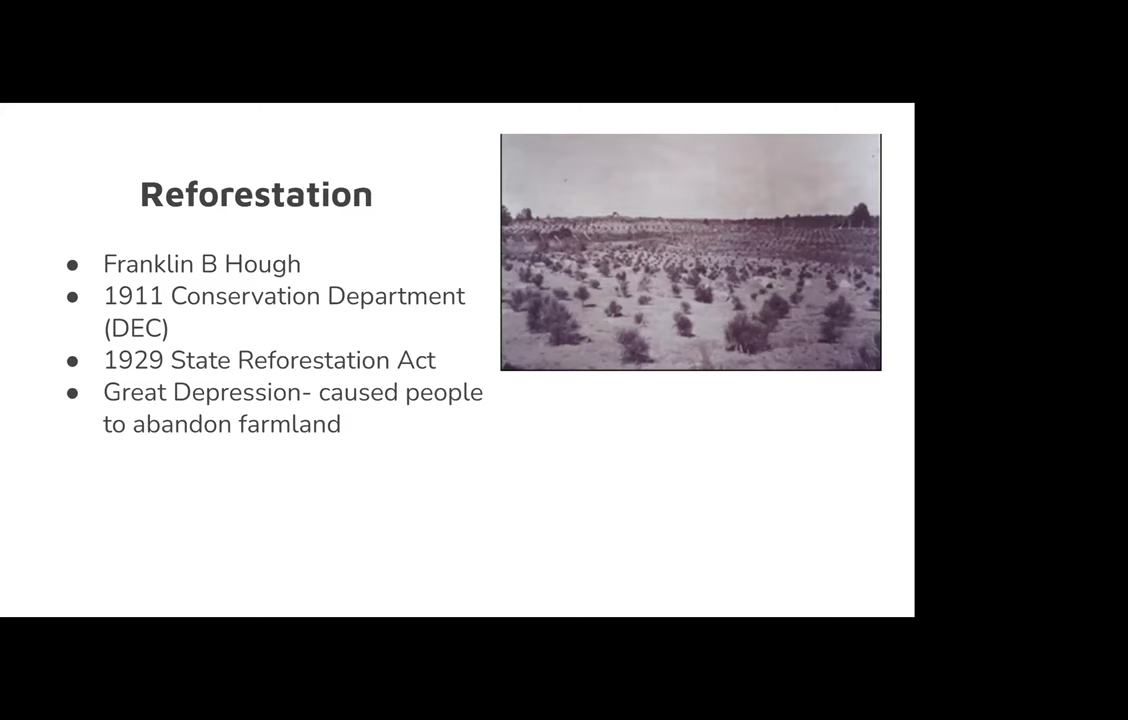 Reforestation
● Franklin B Hough
● 1911 Conservation Department
(DEC)
● 1929 State Reforestation Act
● Great Depression- caused people
to abandon farmland